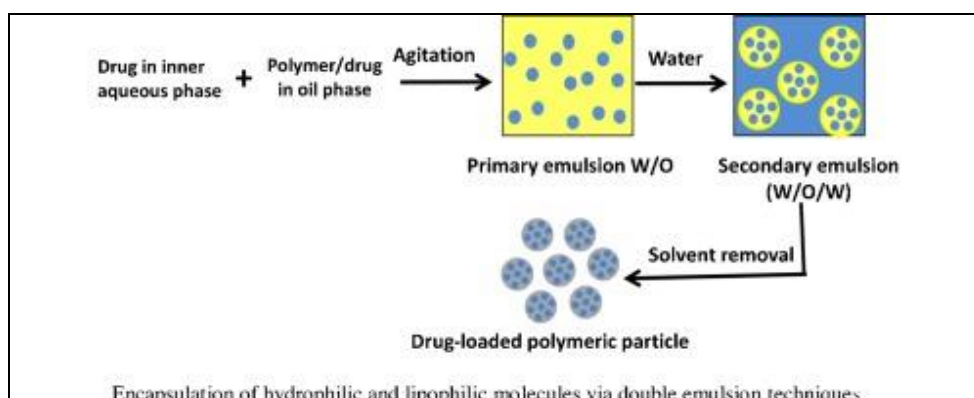 Drug in inner
aqueous phase
+
Polymer/drug
in oil phase
Agitation
Water
Primary emulsion W/O
Secondary emulsion
(W/O/W)
Solvent removal
Drug-loaded polymeric particle
Encapsulation of hydrophilic and lipophilic molecules via double emulsion techniques